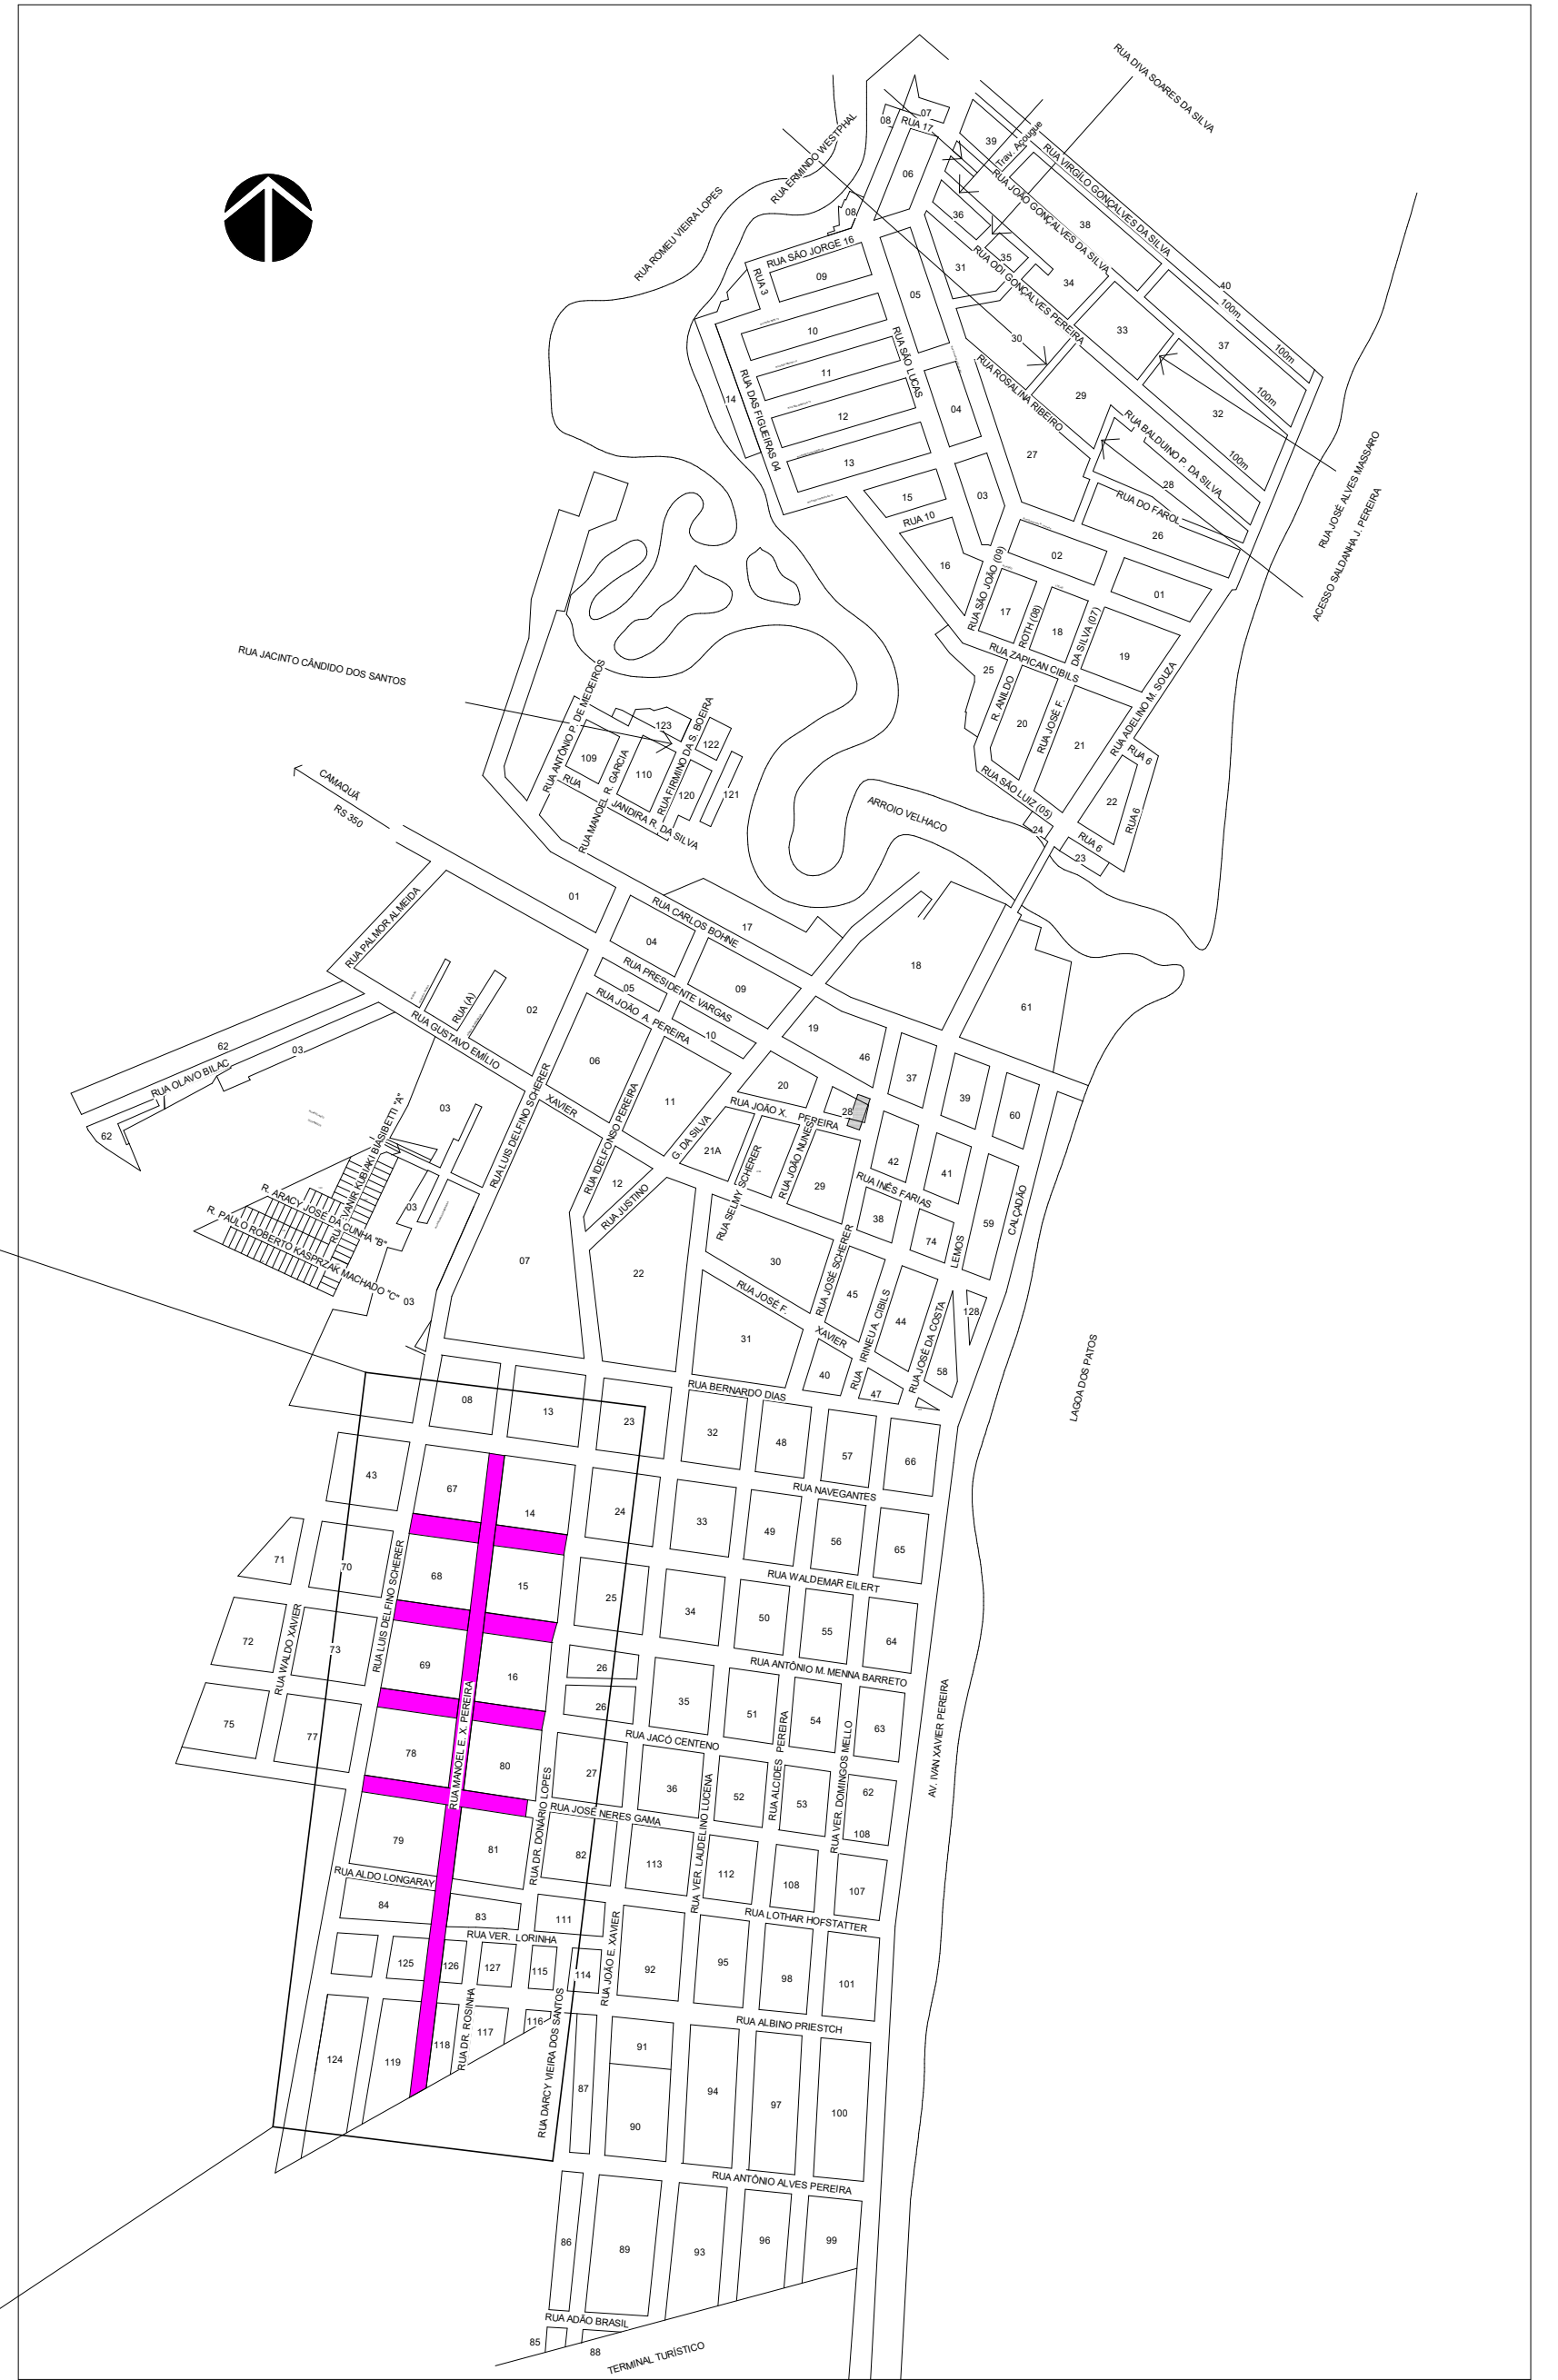 RUA DIVA SOARES DA SILVA
07
08
RUA 17
RUA ERMINDO WESTPHAL
39
Trav. Açougue
RUA VIRGÍLO GONÇALVES DA SILVA
RUA JOÃO GONÇALVES DA SILVA
06
RUA ROMEU VIEIRA LOPES
08
36
38
RUA SÃO JORGE 16
35
RUA ODI GONÇALVES PEREIRA
31
RUA 3
09
34
40
05
100m
10
RUA SÃO LUCAS
33
30
37
100m
11
RUA ROSALINA RIBEIRO
RUA DAS FIGUEIRAS 04
14
29
100m
12
04
32
RUA BALDUINO P. DA SILVA
13
27
100m
RUA JOSÉ ALVES MASSARO
28
15
03
RUA DO FAROL
ACESSO SALDANHA J. PEREIRA
RUA 10
26
02
16
RUA SÃO JOÃO (09)
01
17
ROTH (08)
18
DA SILVA (07)
19
RUA ZAPICAN CIBILS
RUA JACINTO CÂNDIDO DOS SANTOS
25
R. ANILDO
RUA ADELINO M. SOUZA
RUA ANTÔNIO P. DE MEDEIROS
123
RUA FIRMINO DA S. BOEIRA
20
RUA JOSÉ F.
21
122
RUA 6
109
110
RUA MANOEL R. GARCIA
RUA
JANDIRA R. DA SILVA
120
121
RUA SÃO LUIZ (05)
22
RUA 6
CAMAQUÃ
RS 350
ARROIO VELHACO
24
RUA 6
23
01
RUA CARLOS BOHNE
RUA PALMOR ALMEIDA
17
04
18
RUA PRESIDENTE VARGAS
05
09
RUA JOÃO A. PEREIRA
RUA (A)
02
61
RUA GUSTAVO EMÍLIO
10
19
62
03
46
06
RUA OLAVO BILAC
37
20
39
XAVIER
RUA LUIS DELFINO SCHERER
RUA IDELFONSO PEREIRA
11
RUA JOÃO X.
PEREIRA
28
60
03
62
G. DA SILVA
RUA JOÃO NUNES
21A
RUA SELMY SCHERER
42
41
RUA EVANIR KUBIAKI BIASIBETTI "A"
12
29
RUA INÊS FARIAS
R. ARACY JOSÉ DA CUNHA "B"
03
RUA JUSTINO
38
59
CALÇADÃO
R. PAULO ROBERTO KASPRZAK MACHADO "C"
74
LEMOS
07
22
30
RUA JOSÉ SCHERER
45
03
RUA JOSÉ F.
XAVIER
44
128
31
RUA IRINEU A. CIBILS
RUA JOSÉ DA COSTA
40
58
47
LAGOA DOS PATOS
RUA BERNARDO DIAS
08
13
23
32
48
57
66
43
67
14
24
RUA NAVEGANTES
33
49
56
65
71
70
68
15
25
RUA WALDEMAR EILERT
RUA LUIS DELFINO SCHERER
34
50
55
64
72
RUA WALDO XAVIER
73
69
16
26
RUA ANTÔNIO M. MENNA BARRETO
26
35
51
54
63
75
77
78
80
RUA MANOEL E. X. PEREIRA
RUA JACÓ CENTENO
27
36
52
RUA ALCIDES PEREIRA
53
RUA VER. DOMINGOS MELLO
62
108
AV. IVAN XAVIER PEREIRA
RUA JOSÉ NERES GAMA
RUA VER. LAUDELINO LUCENA
79
81
RUA DR. DONÁRIO LOPES
82
113
112
108
107
RUA ALDO LONGARAY
84
83
111
RUA LOTHAR HOFSTATTER
RUA VER. LORINHA
125
126
127
115
114
RUA JOÃO E. XAVIER
92
95
98
101
RUA ALBINO PRIESTCH
116
117
118
119
124
RUA DR. ROSINHA
RUA DARCY VIEIRA DOS SANTOS
87
91
90
94
97
100
RUA ANTÔNIO ALVES PEREIRA
86
89
93
96
99
RUA ADÃO BRASIL
85
88
TERMINAL TURÍSTICO